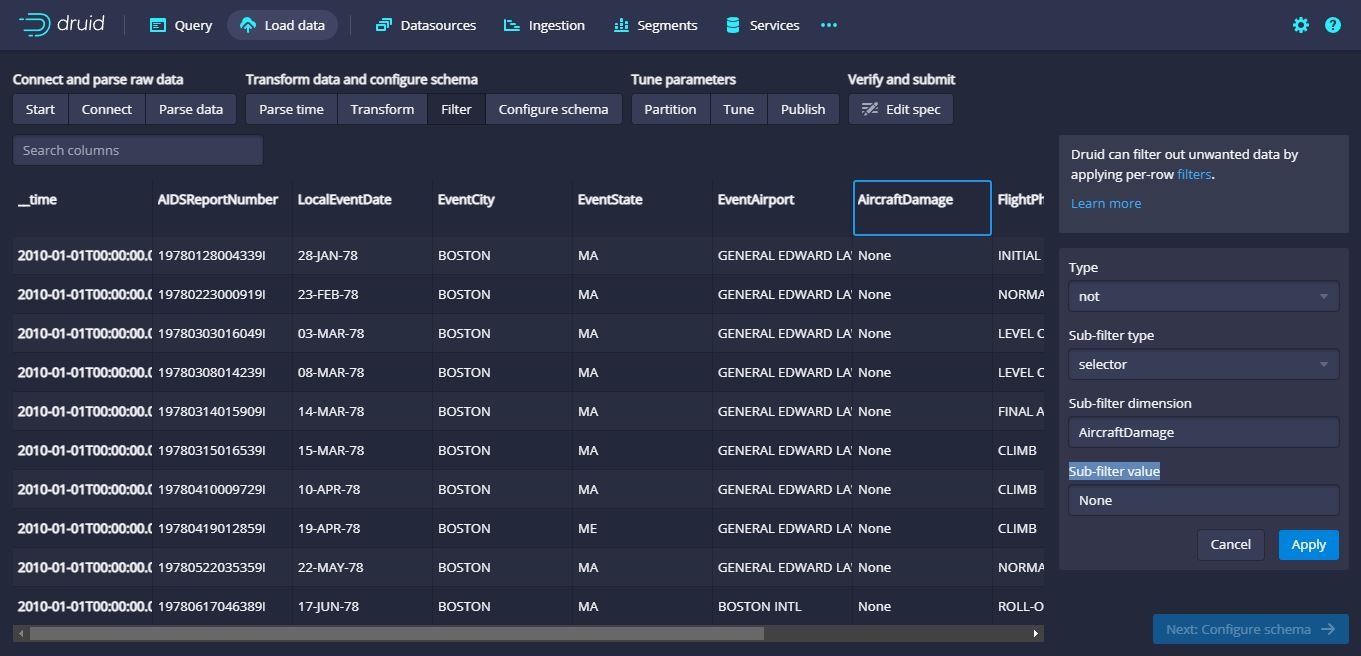 druid Query Load data Datasources Ingestion Segments Services
Connect and parse raw data Transform data and configure schema Tune parameters Verify and submit
Start Connect Parse data Parse time Transform Filter Configure schema Partition Tune Publish Edit spec
Search columns
Druid can filter out unwanted data by
applying per-row filters.
Learn more
__time AIDSReportNumber LocalEventDate EventCity EventState EventAirport AircraftDamage FlightPh
2010-01-01T00:00:00.0 19780128004339I 28-JAN-78 BOSTON MA GENERAL EDWARD LA None INITIAL
2010-01-01T00:00:00.0 19780223000919I 23-FEB-78 BOSTON MA GENERAL EDWARD LA None NORMA
2010-01-01T00:00:00.0 19780303016049I 03-MAR-78 BOSTON MA GENERAL EDWARD LA None LEVEL C
2010-01-01T00:00:00.0 19780308014239I 08-MAR-78 BOSTON MA GENERAL EDWARD LA None LEVEL C
2010-01-01T00:00:00.0 19780314015909I 14-MAR-78 BOSTON MA GENERAL EDWARD LA None FINAL A
2010-01-01T00:00:00.0 19780315016539I 15-MAR-78 BOSTON MA GENERAL EDWARD LA None CLIMB
2010-01-01T00:00:00.0 19780410009729I 10-APR-78 BOSTON MA GENERAL EDWARD LA None CLIMB
2010-01-01T00:00:00.0 19780419012859I 19-APR-78 BOSTON ME GENERAL EDWARD LA None CLIMB
2010-01-01T00:00:00.0 19780522035359I 22-MAY-78 BOSTON MA GENERAL EDWARD LA None NORMA
2010-01-01T00:00:00.0 19780617046389I 17-JUN-78 BOSTON MA BOSTON INTL None ROLL-O
Type
not
Sub-filter type
selector
Sub-filter dimension
AircraftDamage
Sub-filter value
None
Cancel Apply
Next: Configure schema